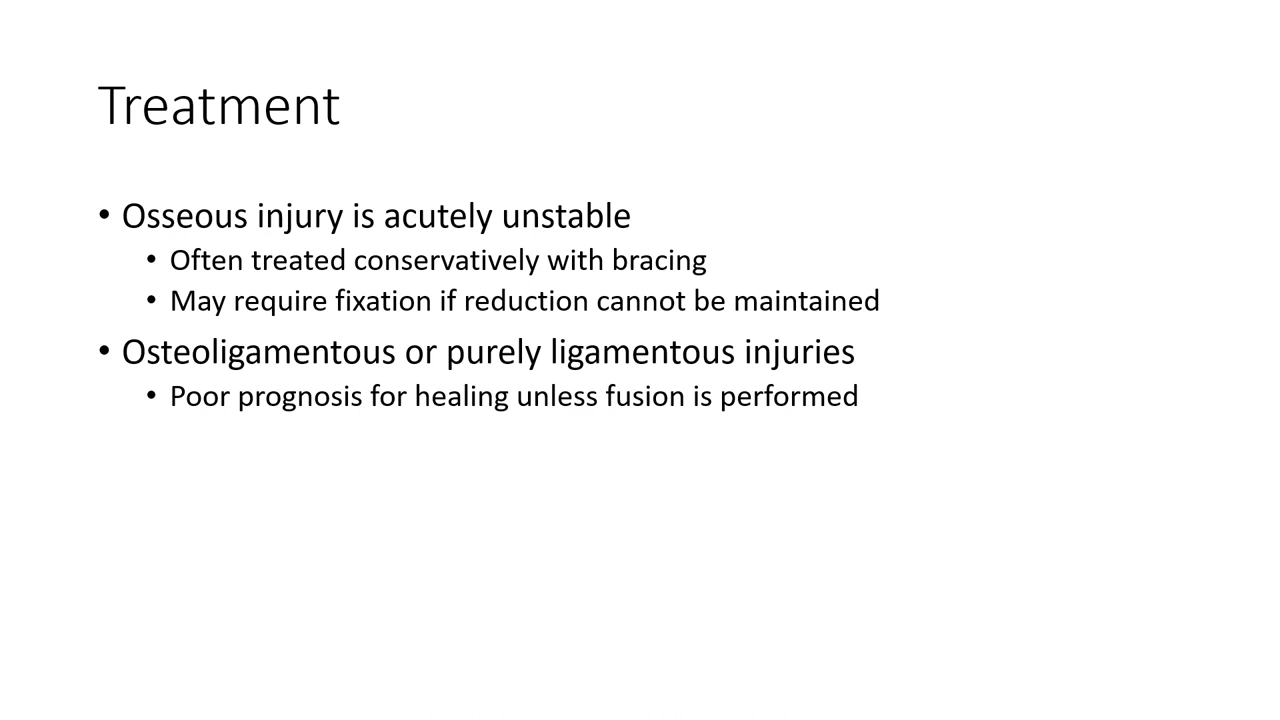 Treatment
• Osseous injury is acutely unstable
• Often treated conservatively with bracing
• May require fixation if reduction cannot be maintained
• Osteoligamentous or purely ligamentous injuries
• Poor prognosis for healing unless fusion is performed